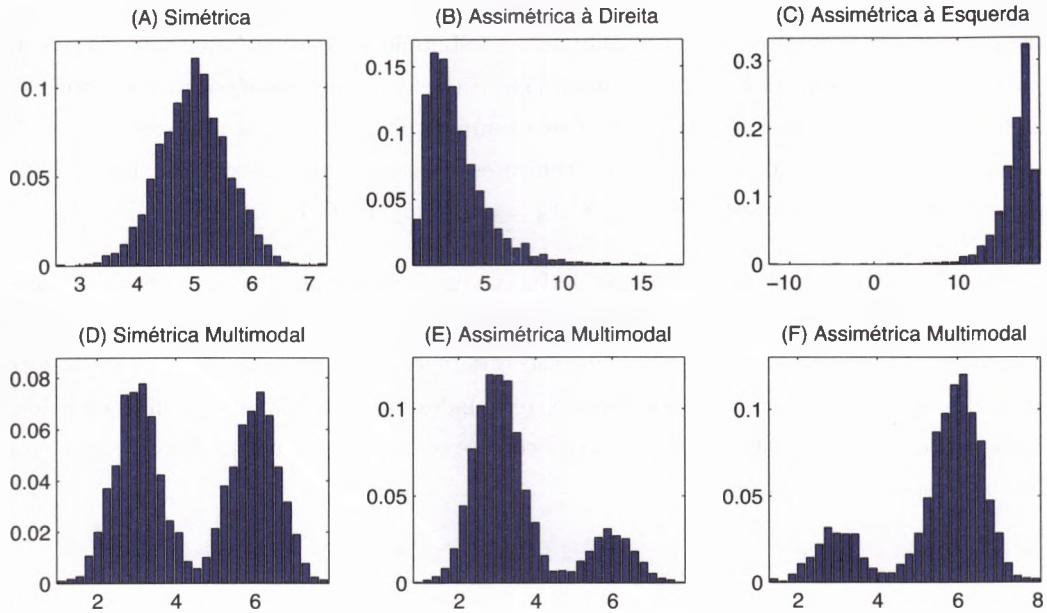 (A) Simétrica
0.1
0.05
0
3 4 5 6 7
(B) Assimétrica à Direita
0.15
0.10
0.05
0
5 10 15
(C) Assimétrica à Esquerda
0.3
0.2
0.1
0
−10 0 10
(D) Simétrica Multimodal
0.08
0.06
0.04
0.02
0
2 4 6
(E) Assimétrica Multimodal
0.1
0.05
0
2 4 6
(F) Assimétrica Multimodal
0.1
0.05
0
2 4 6 8